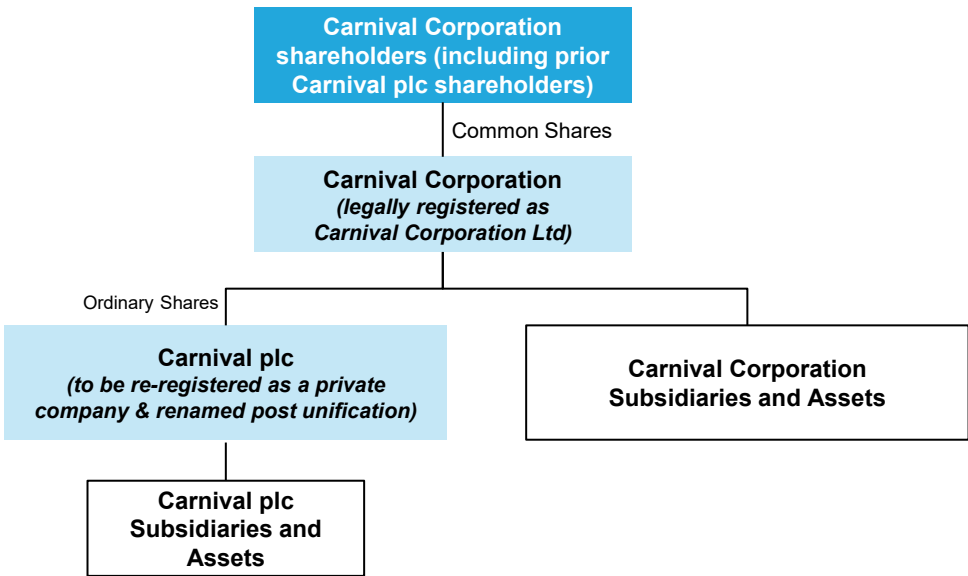 Carnival Corporation
shareholders (including prior
Carnival plc shareholders)
Common Shares
Carnival Corporation
(legally registered as
Carnival Corporation Ltd)
Ordinary Shares
Carnival plc
(to be re-registered as a private
company & renamed post unification)
Carnival Corporation
Subsidiaries and Assets
Carnival plc
Subsidiaries and
Assets